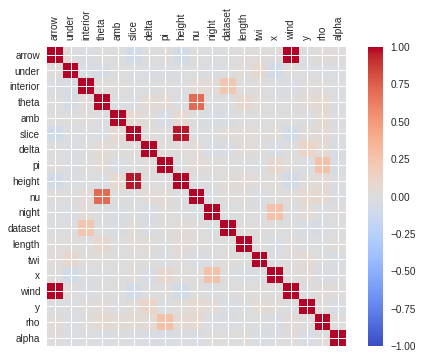 arrow under interior theta amb slice delta pi height nu night dataset length twi x wind y rho alpha
arrow
under
interior
theta
amb
slice
delta
pi
height
nu
night
dataset
length
twi
x
wind
y
rho
alpha
1.00
0.75
0.50
0.25
0.00
−0.25
−0.50
−0.75
−1.00